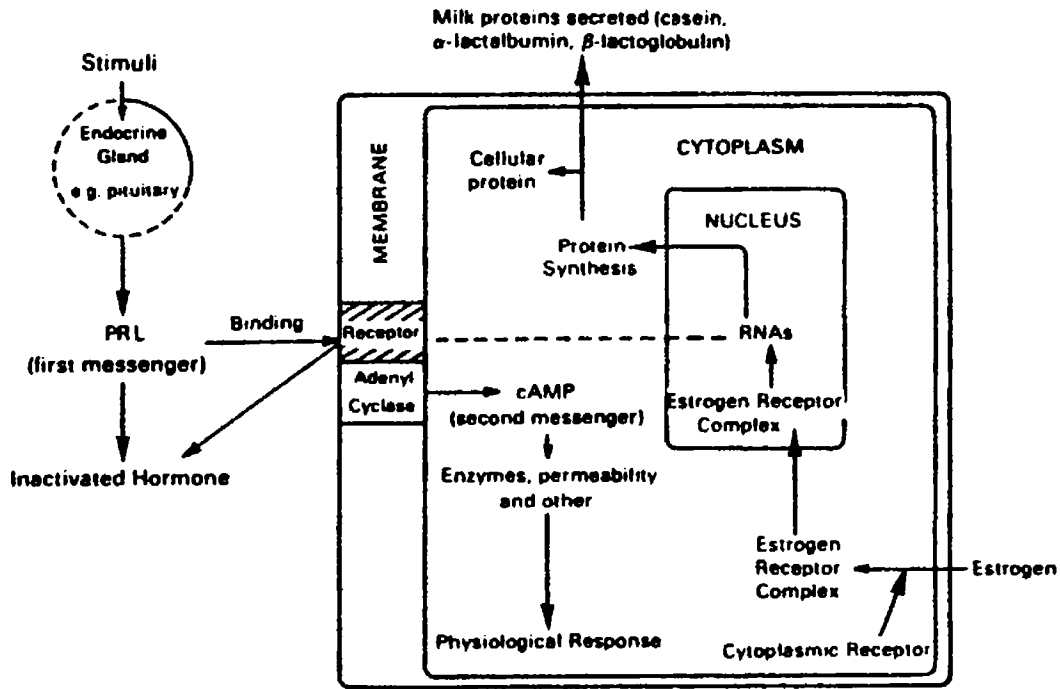 Milk proteins secreted (casein,
α-lactalbumin, β-lactoglobulin)
Stimuli
Endocrine
Gland
e g. pituitary
PRL
(first messenger)
Inactivated Hormone
Binding
MEMBRANE
Receptor
Adenyl
Cyclase
CYTOPLASM
Cellular
protein
NUCLEUS
Protein
Synthesis
RNAs
Estrogen Receptor
Complex
cAMP
(second messenger)
Enzymes, permeability
and other
Physiological Response
Estrogen
Receptor
Complex
Estrogen
Cytoplasmic Receptor